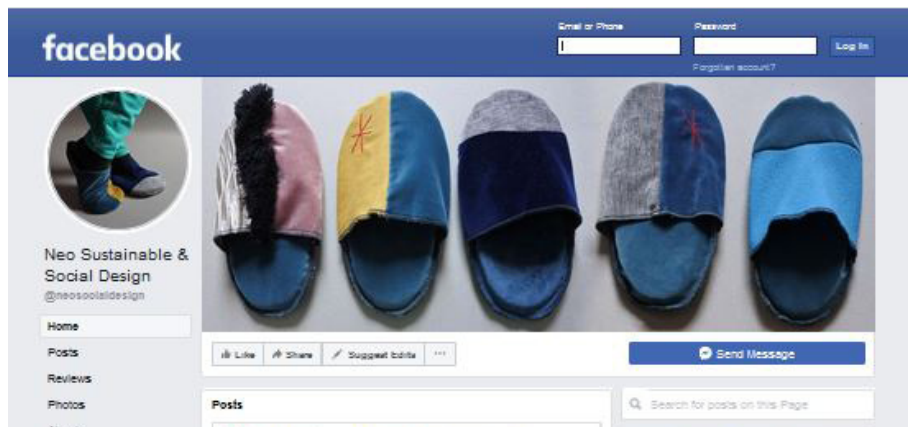 Email or Phone
Password
facebook
Log In
Forgotten account?
Neo Sustainable &
Social Design
@neosocialdesign
Home
Posts
Reviews
Photos
Like
Share
Suggest Edits
...
Send Message
Posts
Search for posts on this Page